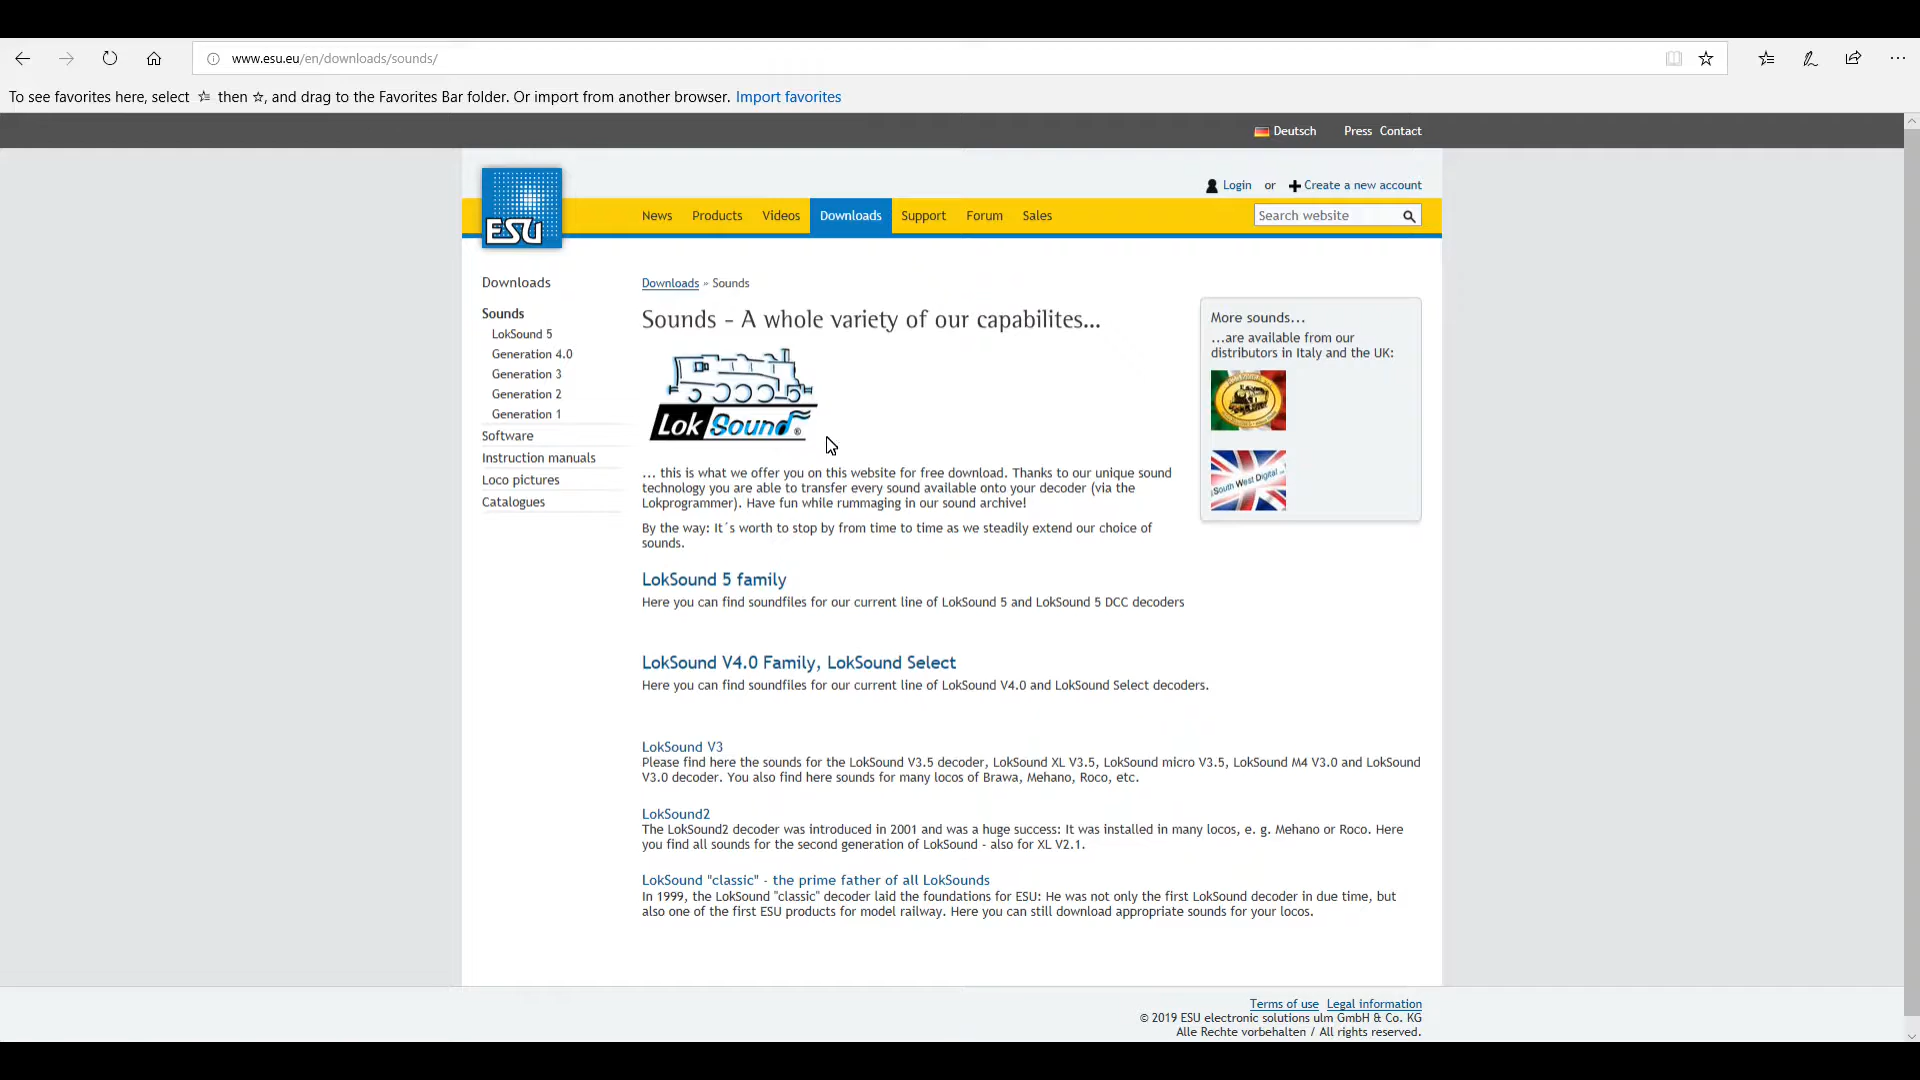 www.esu.eu/en/downloads/sounds/
To see favorites here, select then , and drag to the Favorites Bar folder. Or import from another browser. Import favorites
Deutsch Press Contact
Login or Create a new account
ESU
News Products Videos Downloads Support Forum Sales Search website
Downloads
Sounds
LokSound 5
Generation 4.0
Generation 3
Generation 2
Generation 1
Software
Instruction manuals
Loco pictures
Catalogues
Downloads » Sounds
Sounds - A whole variety of our capabilites...
Lok Sound ®
... this is what we offer you on this website for free download. Thanks to our unique sound
technology you are able to transfer every sound available onto your decoder (via the
Lokprogrammer). Have fun while rummaging in our sound archive!
By the way: It´s worth to stop by from time to time as we steadily extend our choice of
sounds.
More sounds...
...are available from our
distributors in Italy and the UK:
South West Digital
LokSound 5 family
Here you can find soundfiles for our current line of LokSound 5 and LokSound 5 DCC decoders
LokSound V4.0 Family, LokSound Select
Here you can find soundfiles for our current line of LokSound V4.0 and LokSound Select decoders.
LokSound V3
Please find here the sounds for the LokSound V3.5 decoder, LokSound XL V3.5, LokSound micro V3.5, LokSound M4 V3.0 and LokSound
V3.0 decoder. You also find here sounds for many locos of Brawa, Mehano, Roco, etc.
LokSound2
The LokSound2 decoder was introduced in 2001 and was a huge success: It was installed in many locos, e. g. Mehano or Roco. Here
you find all sounds for the second generation of LokSound - also for XL V2.1.
LokSound "classic" - the prime father of all LokSounds
In 1999, the LokSound "classic" decoder laid the foundations for ESU: He was not only the first LokSound decoder in due time, but
also one of the first ESU products for model railway. Here you can still download appropriate sounds for your locos.
Terms of use Legal information
© 2019 ESU electronic solutions ulm GmbH & Co. KG
Alle Rechte vorbehalten / All rights reserved.